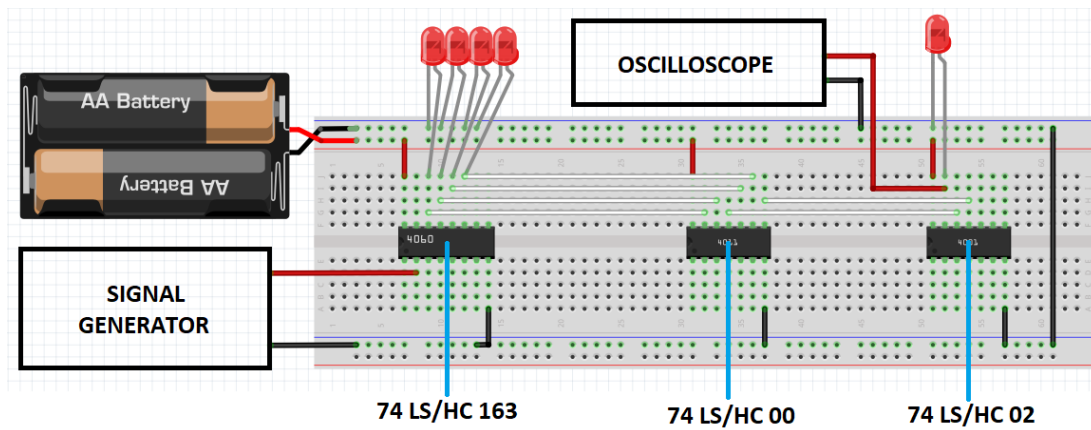 AA Battery
AA Battery
OSCILLOSCOPE
SIGNAL
GENERATOR
4060
4011
74 LS/HC 163
74 LS/HC 00
74 LS/HC 02